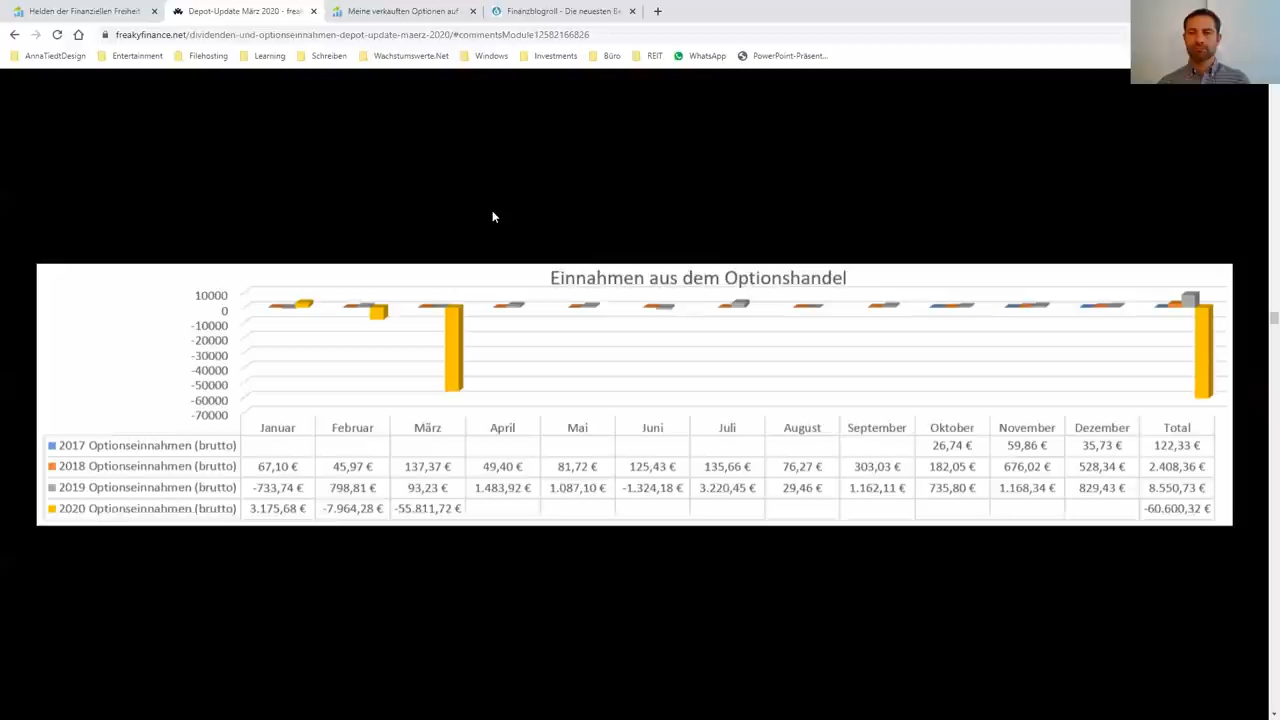 Helden der Finanziellen Freiheit
Depot-Update März 2020 - freak
Meine verkauften Optionen auf
Finanzblogroll - Die neuesten Be
freakyfinance.net/dividenden-und-optionseinnahmen-depot-update-maerz-2020/#commentsModule12582166826
AnnaTiedtDesign Entertainment Filehosting Learning Schreiben Wachstumswerte.Net Windows Investments Büro REIT WhatsApp PowerPoint-Präsent...
Einnahmen aus dem Optionshandel
10000
0
-10000
-20000
-30000
-40000
-50000
-60000
-70000
Januar Februar März April Mai Juni Juli August September Oktober November Dezember Total
2017 Optionseinnahmen (brutto) 26,74 € 59,86 € 35,73 € 122,33 €
2018 Optionseinnahmen (brutto) 67,10 € 45,97 € 137,37 € 49,40 € 81,72 € 125,43 € 135,66 € 76,27 € 303,03 € 182,05 € 676,02 € 528,34 € 2.408,36 €
2019 Optionseinnahmen (brutto) -733,74 € 798,81 € 93,23 € 1.483,92 € 1.087,10 € -1.324,18 € 3.220,45 € 29,46 € 1.162,11 € 735,80 € 1.168,34 € 829,43 € 8.550,73 €
2020 Optionseinnahmen (brutto) 3.175,68 € -7.964,28 € -55.811,72 € -60.600,32 €